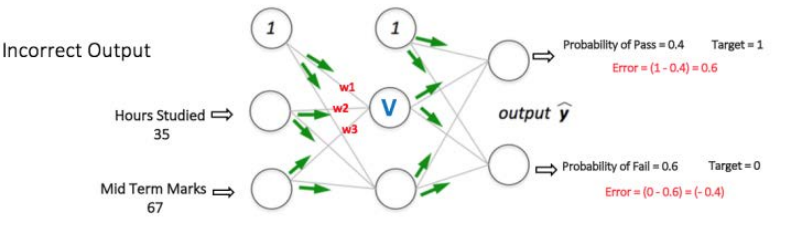 Incorrect Output
1
1
Probability of Pass = 0.4 Target = 1
Error = (1 - 0.4) = 0.6
w1
Hours Studied
35
w2
V
output ŷ
w3
Probability of Fail = 0.6 Target = 0
Error = (0 - 0.6) = (- 0.4)
Mid Term Marks
67